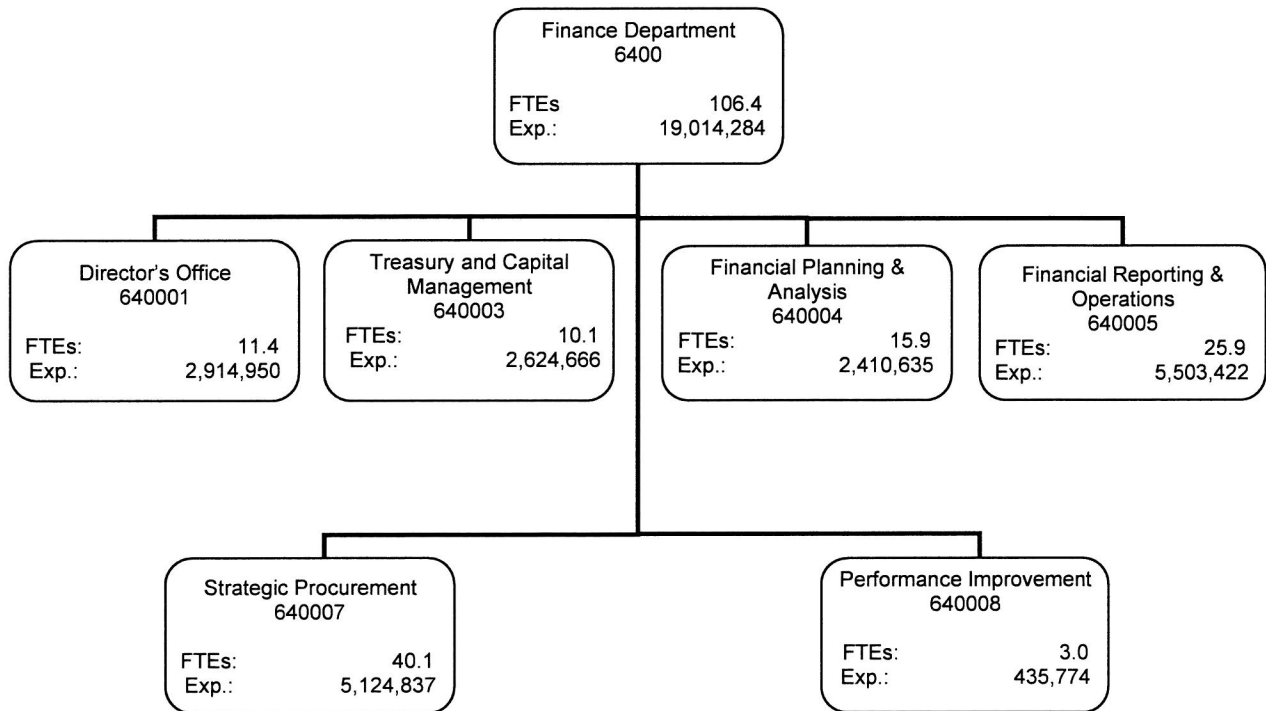 Finance Department
6400
FTEs 106.4
Exp.: 19,014,284
Director's Office
640001
FTEs: 11.4
Exp.: 2,914,950
Treasury and Capital
Management
640003
FTEs: 10.1
Exp.: 2,624,666
Financial Planning &
Analysis
640004
FTEs: 15.9
Exp.: 2,410,635
Financial Reporting &
Operations
640005
FTEs: 25.9
Exp.: 5,503,422
Strategic Procurement
640007
FTEs: 40.1
Exp.: 5,124,837
Performance Improvement
640008
FTEs: 3.0
Exp.: 435,774